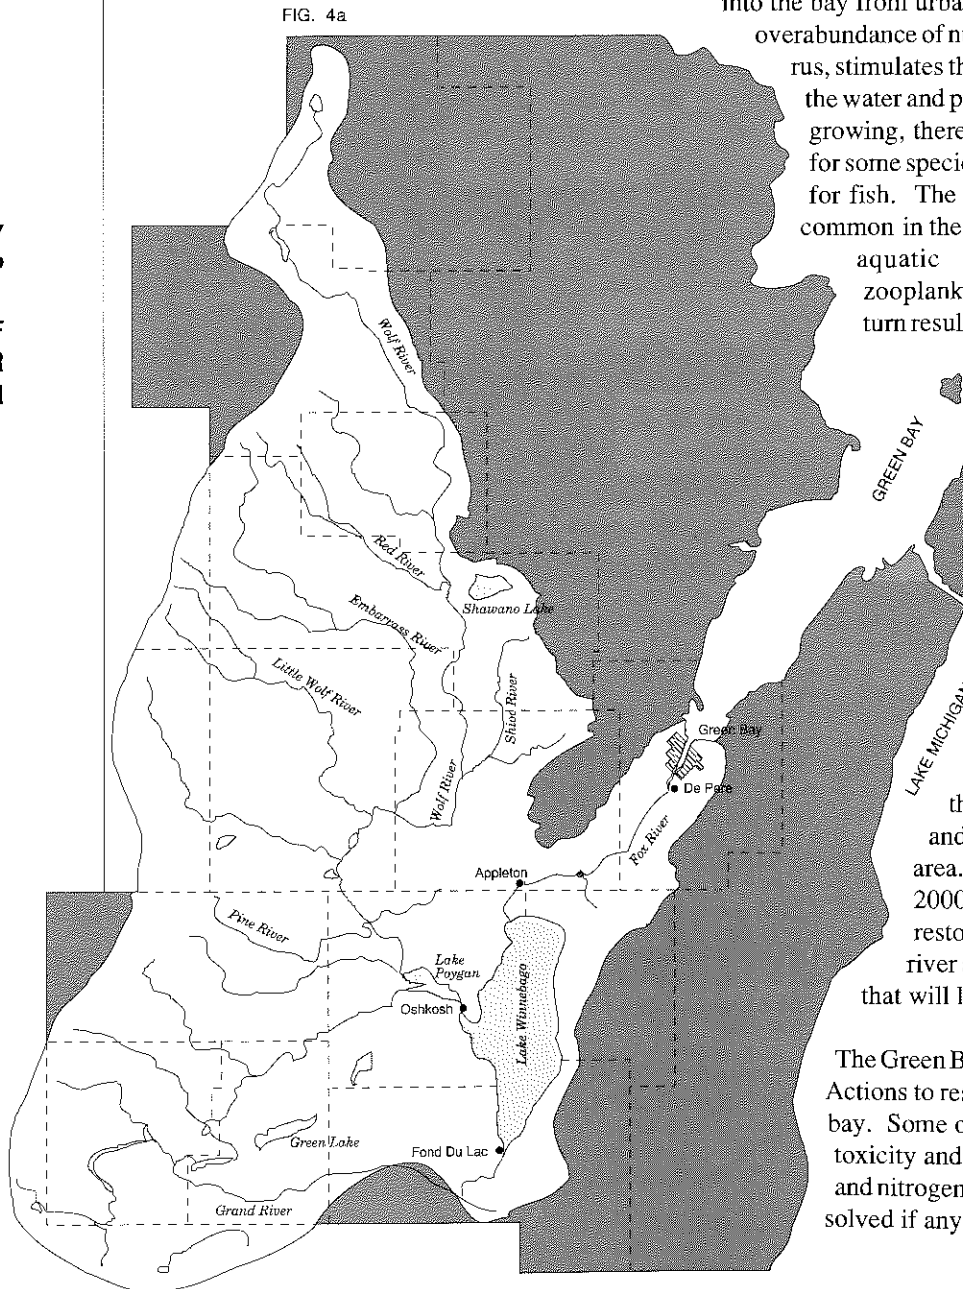 FIG. 4a
into the bay from urba
overabundance of n
rus, stimulates th
the water and p
growing, there
for some speci
for fish. The
common in the
aquatic
zooplank
turn resul
Wolf River
GREEN BAY
Red River
Shawano Lake
Embarrass River
Little Wolf River
Shioc River
LAKE MICHIGAN
Green Bay
Wolf River
De Pere
Fox River
th
and
area.
2000
resto
river
that will l
Appleton
Pine River
Lake
Poygan
Oshkosh
Lake Winnebago
The Green B
Actions to res
bay. Some o
toxicity and
and nitrogen
solved if any
Green Lake
Fond Du Lac
Grand River